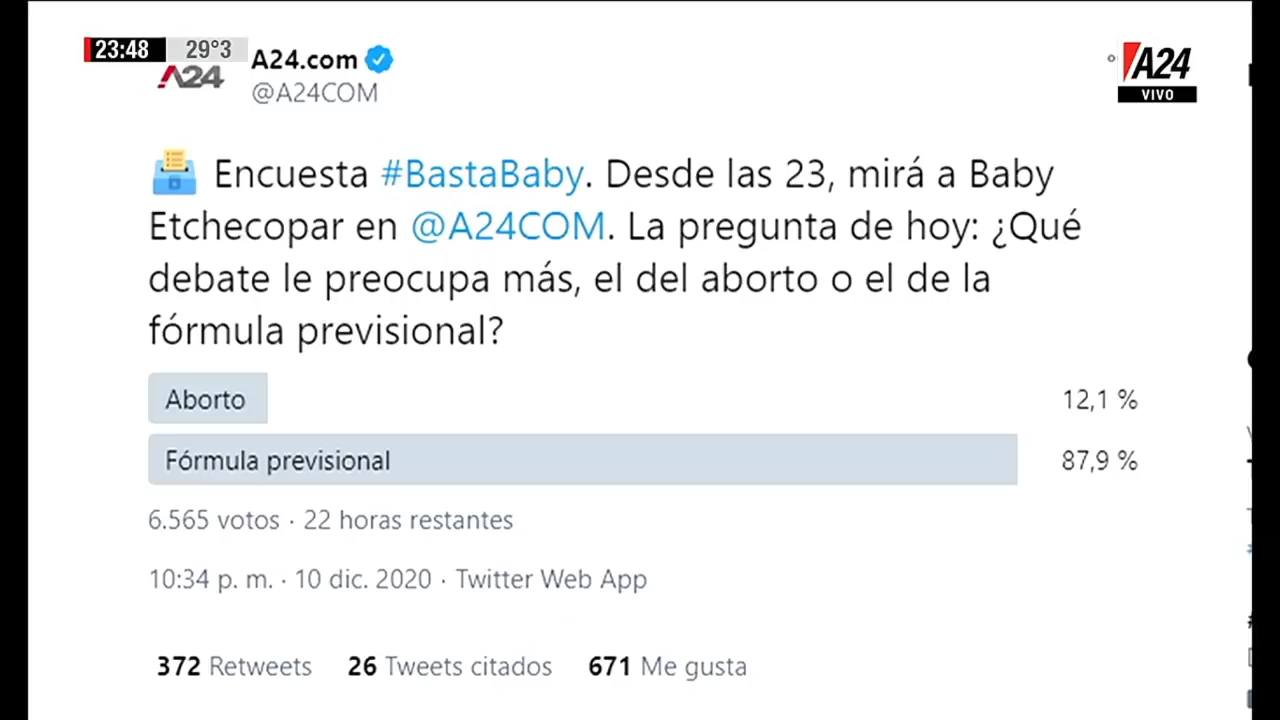 23:48 29°3
A24.com
A24
@A24COM
A24
VIVO
Encuesta #BastaBaby. Desde las 23, mirá a Baby
Etchecopar en @A24COM. La pregunta de hoy: ¿Qué
debate le preocupa más, el del aborto o el de la
fórmula previsional?
Aborto 12,1 %
Fórmula previsional 87,9 %
6.565 votos · 22 horas restantes
10:34 p. m. · 10 dic. 2020 · Twitter Web App
372 Retweets 26 Tweets citados 671 Me gusta